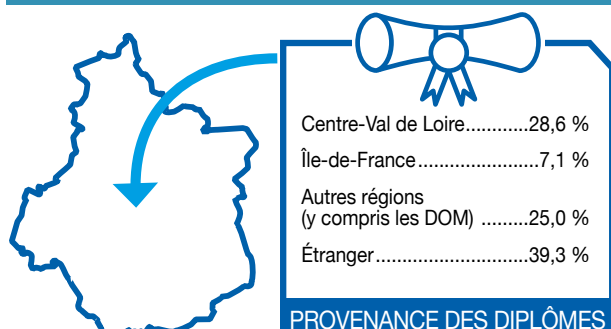 Centre-Val de Loire............28,6 %
Île-de-France......................7,1 %
Autres régions
(y compris les DOM) .........25,0 %
Étranger............................39,3 %
PROVENANCE DES DIPLÔMES